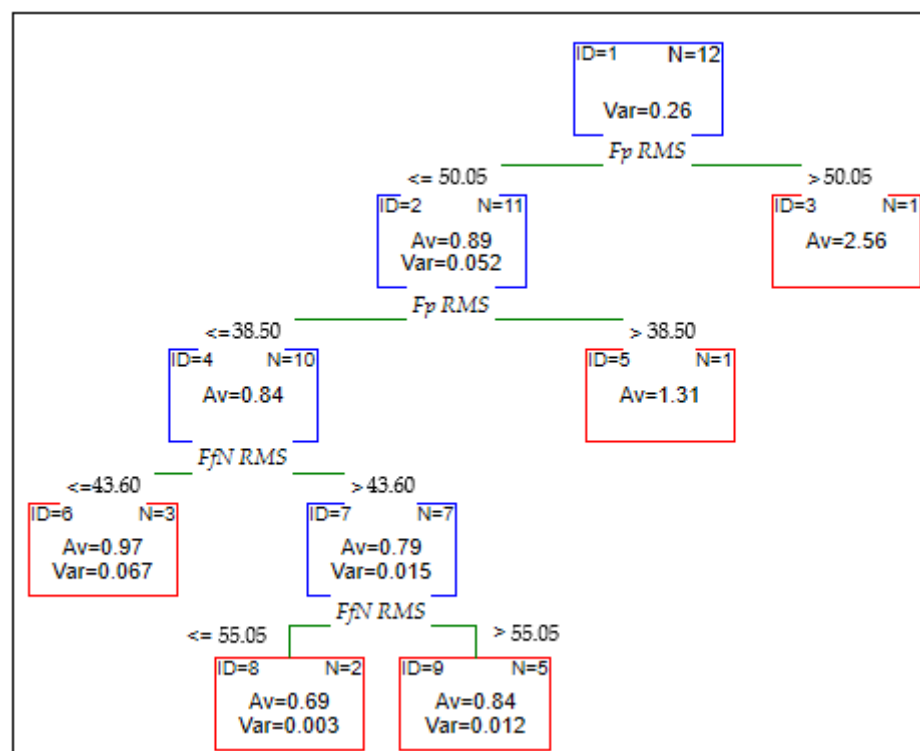 ID=1 N=12
Var=0.26
Fp RMS
<= 50.05 > 50.05
ID=2 N=11 ID=3 N=1
Av=0.89 Av=2.56
Var=0.052
Fp RMS
<=38.50 > 38.50
ID=4 N=10 ID=5 N=1
Av=0.84 Av=1.31
FfN RMS
<=43.60 >43.60
ID=6 N=3 ID=7 N=7
Av=0.97 Av=0.79
Var=0.067 Var=0.015
FfN RMS
<= 55.05 > 55.05
ID=8 N=2 ID=9 N=5
Av=0.69 Av=0.84
Var=0.003 Var=0.012